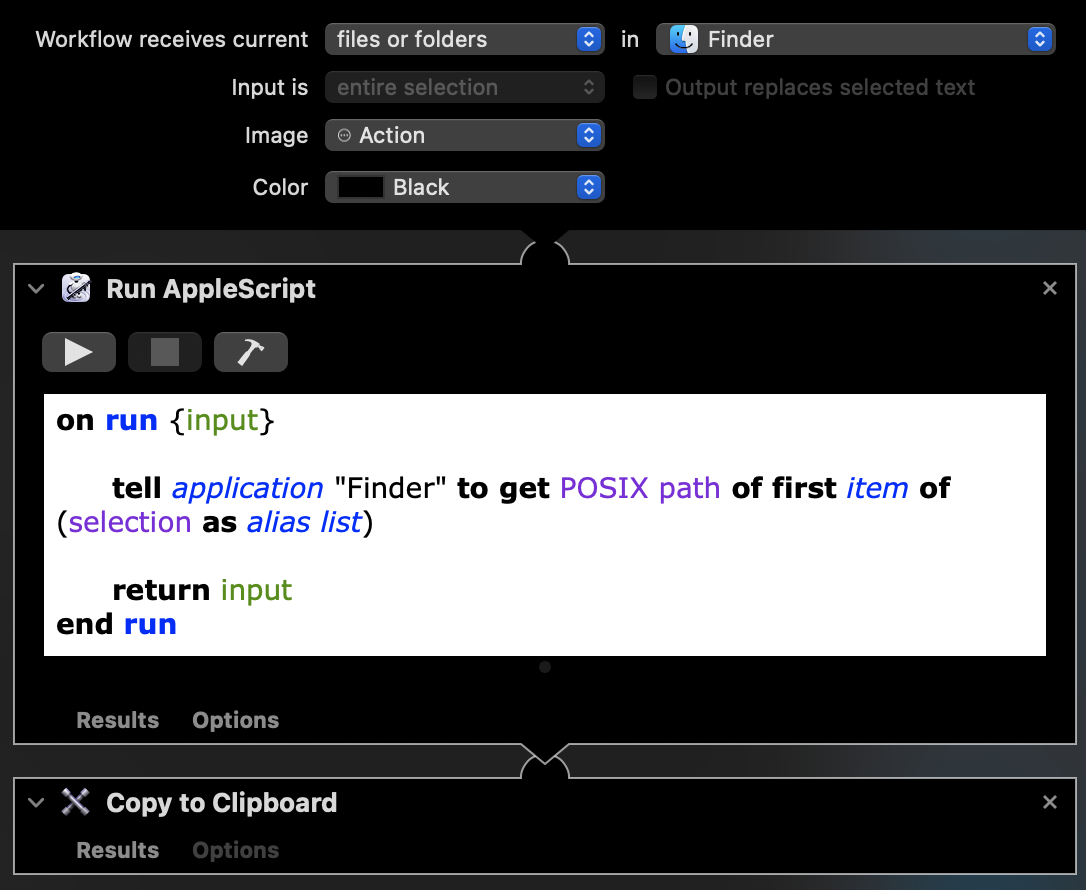 Workflow receives current files or folders in Finder
Input is entire selection Output replaces selected text
Image Action
Color Black
Run AppleScript
on run {input}
tell application "Finder" to get POSIX path of first item of
(selection as alias list)
return input
end run
Results Options
Copy to Clipboard
Results Options